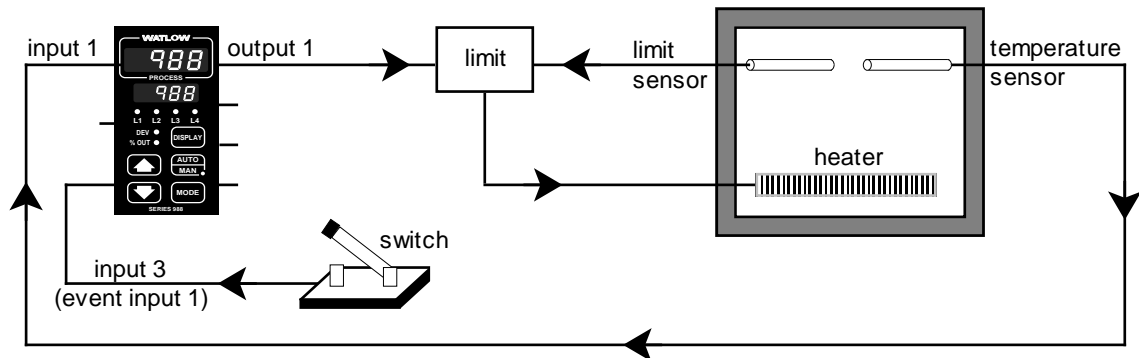 input 1
WATLOW
988
PROCESS
988
L1 L2 L3 L4
DEV
% OUT
DISPLAY
AUTO
MAN
MODE
SERIES 988
output 1
limit
limit
sensor
temperature
sensor
heater
switch
input 3
(event input 1)